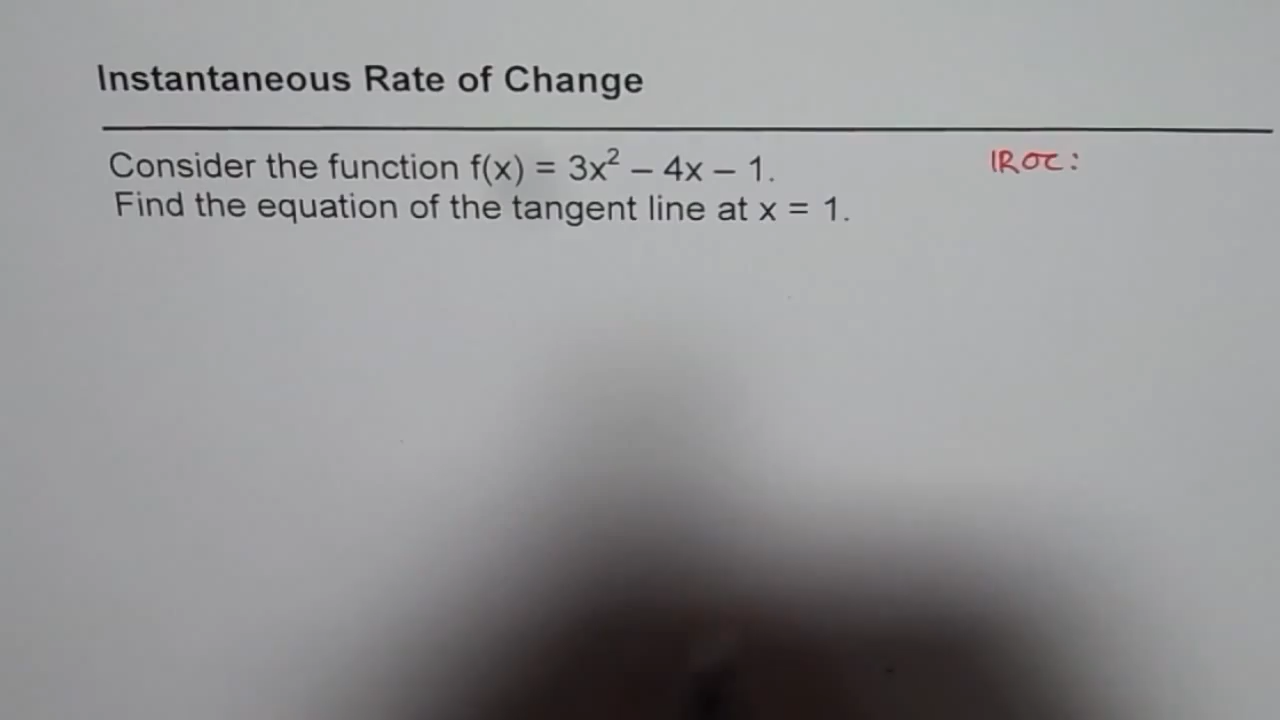 Instantaneous Rate of Change
Consider the function f(x) = 3x² – 4x – 1.
IROC:
Find the equation of the tangent line at x = 1.